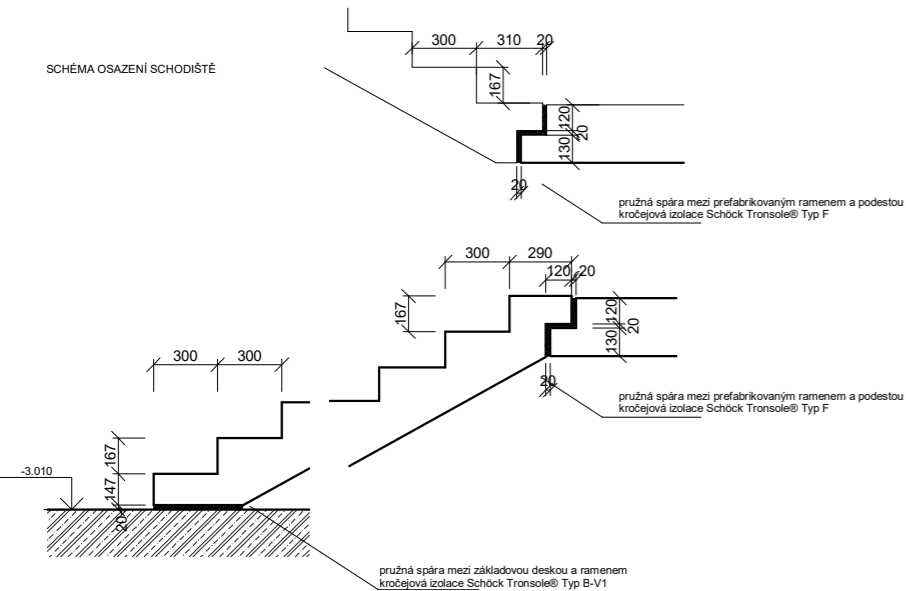 300 310 20
SCHÉMA OSAZENÍ SCHODIŠTĚ
167
120
20
130
20
pružná spára mezi prefabrikovaným ramenem a podestou
kročejová izolace Schöck Tronsole® Typ F
300 290
120 20
167
120
20
130
300 300
20
pružná spára mezi prefabrikovaným ramenem a podestou
kročejová izolace Schöck Tronsole® Typ F
167
-3.010
147
20
pružná spára mezi základovou deskou a ramenem
kročejová izolace Schöck Tronsole® Typ B-V1